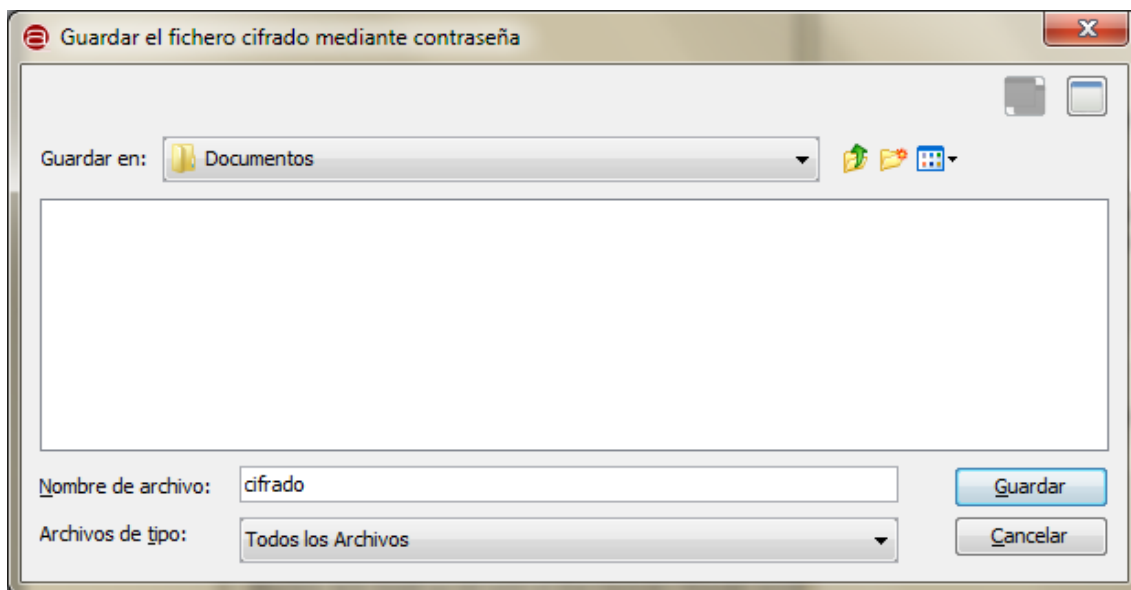 Guardar el fichero cifrado mediante contraseña
Guardar en: Documentos
Nombre de archivo: cifrado Guardar
Archivos de tipo: Todos los Archivos Cancelar